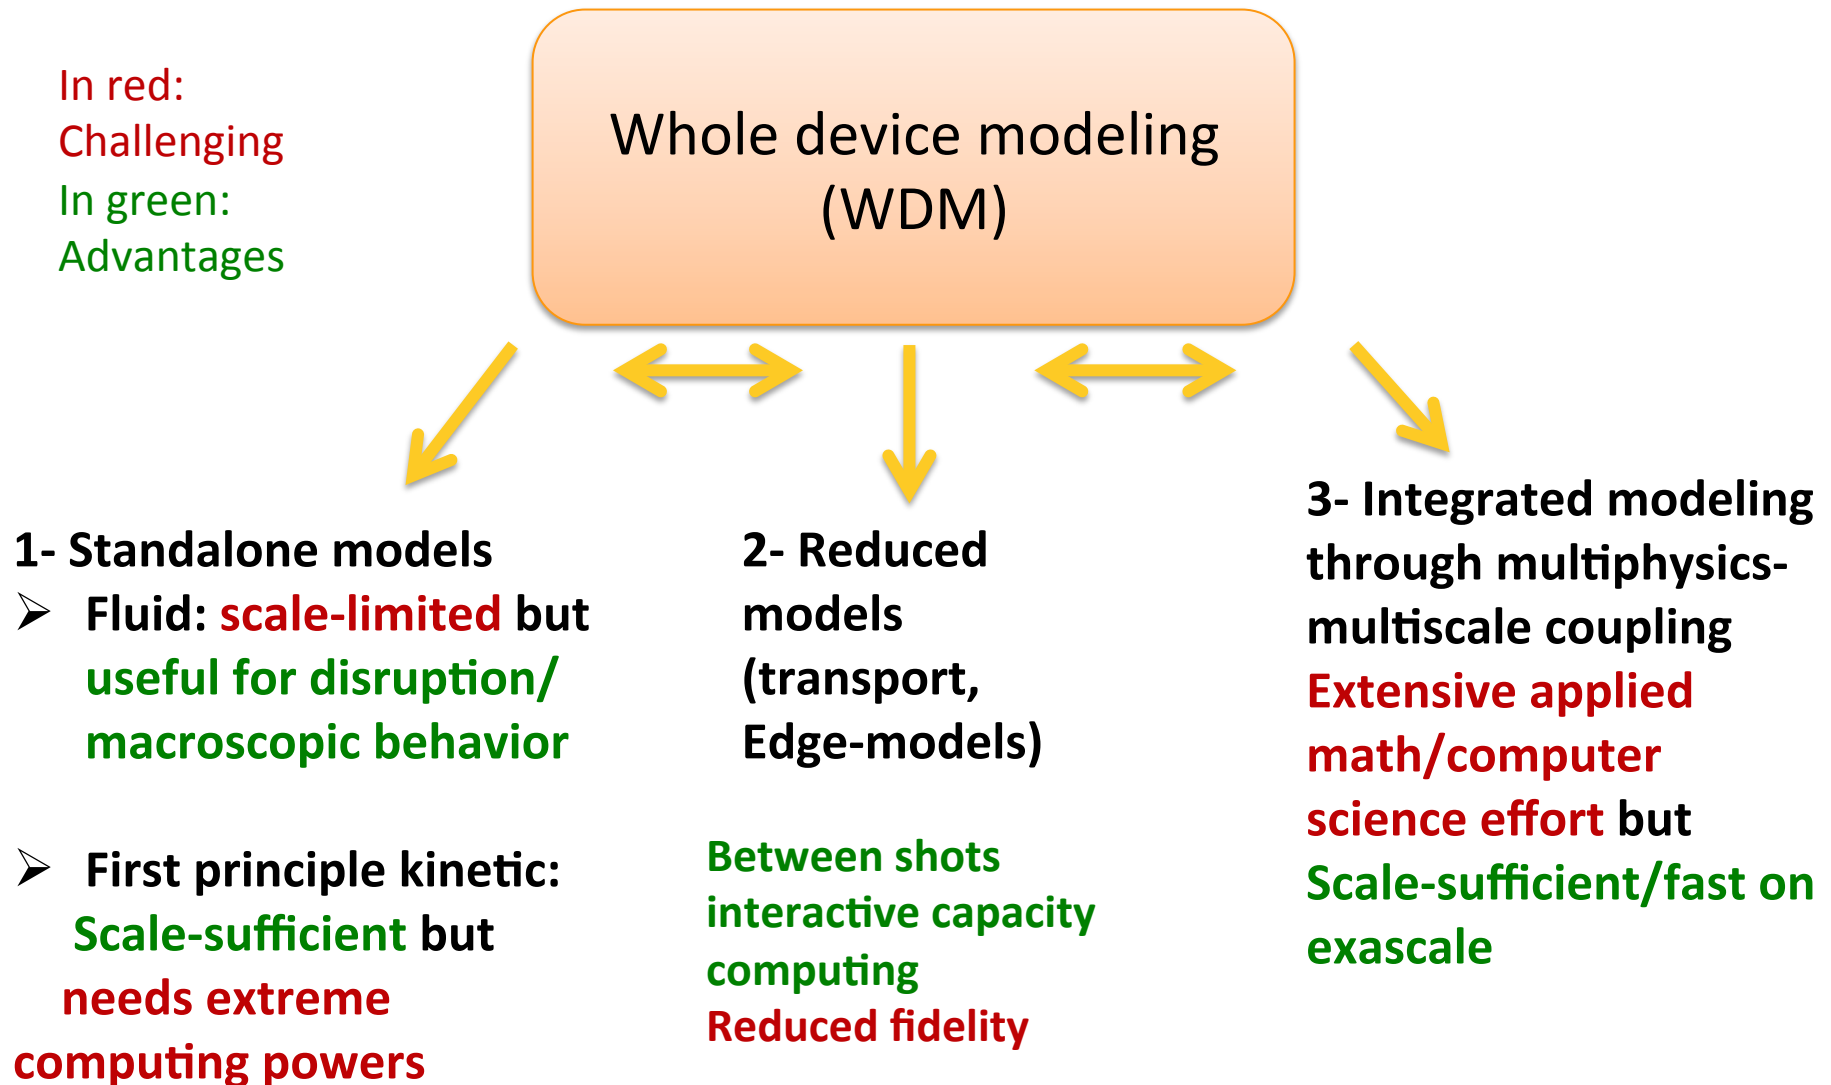 In red:
Challenging
In green:
Advantages
Whole device modeling
(WDM)
1- Standalone models
➢ Fluid: scale-limited but
useful for disruption/
macroscopic behavior
➢ First principle kinetic:
Scale-sufficient but
needs extreme
computing powers
2- Reduced
models
(transport,
Edge-models)
Between shots
interactive capacity
computing
Reduced fidelity
3- Integrated modeling
through multiphysics-
multiscale coupling
Extensive applied
math/computer
science effort but
Scale-sufficient/fast on
exascale